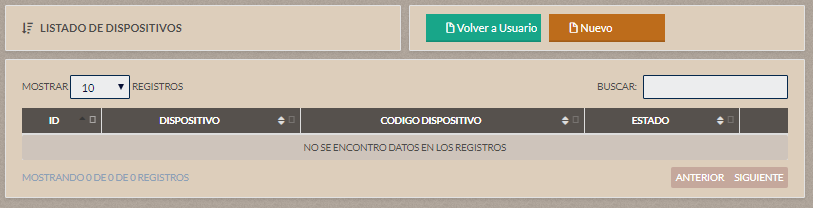 LISTADO DE DISPOSITIVOS
Volver a Usuario
Nuevo
MOSTRAR 10 REGISTROS
BUSCAR:
ID DISPOSITIVO CODIGO DISPOSITIVO ESTADO
NO SE ENCONTRO DATOS EN LOS REGISTROS
MOSTRANDO 0 DE 0 DE 0 REGISTROS
ANTERIOR SIGUIENTE